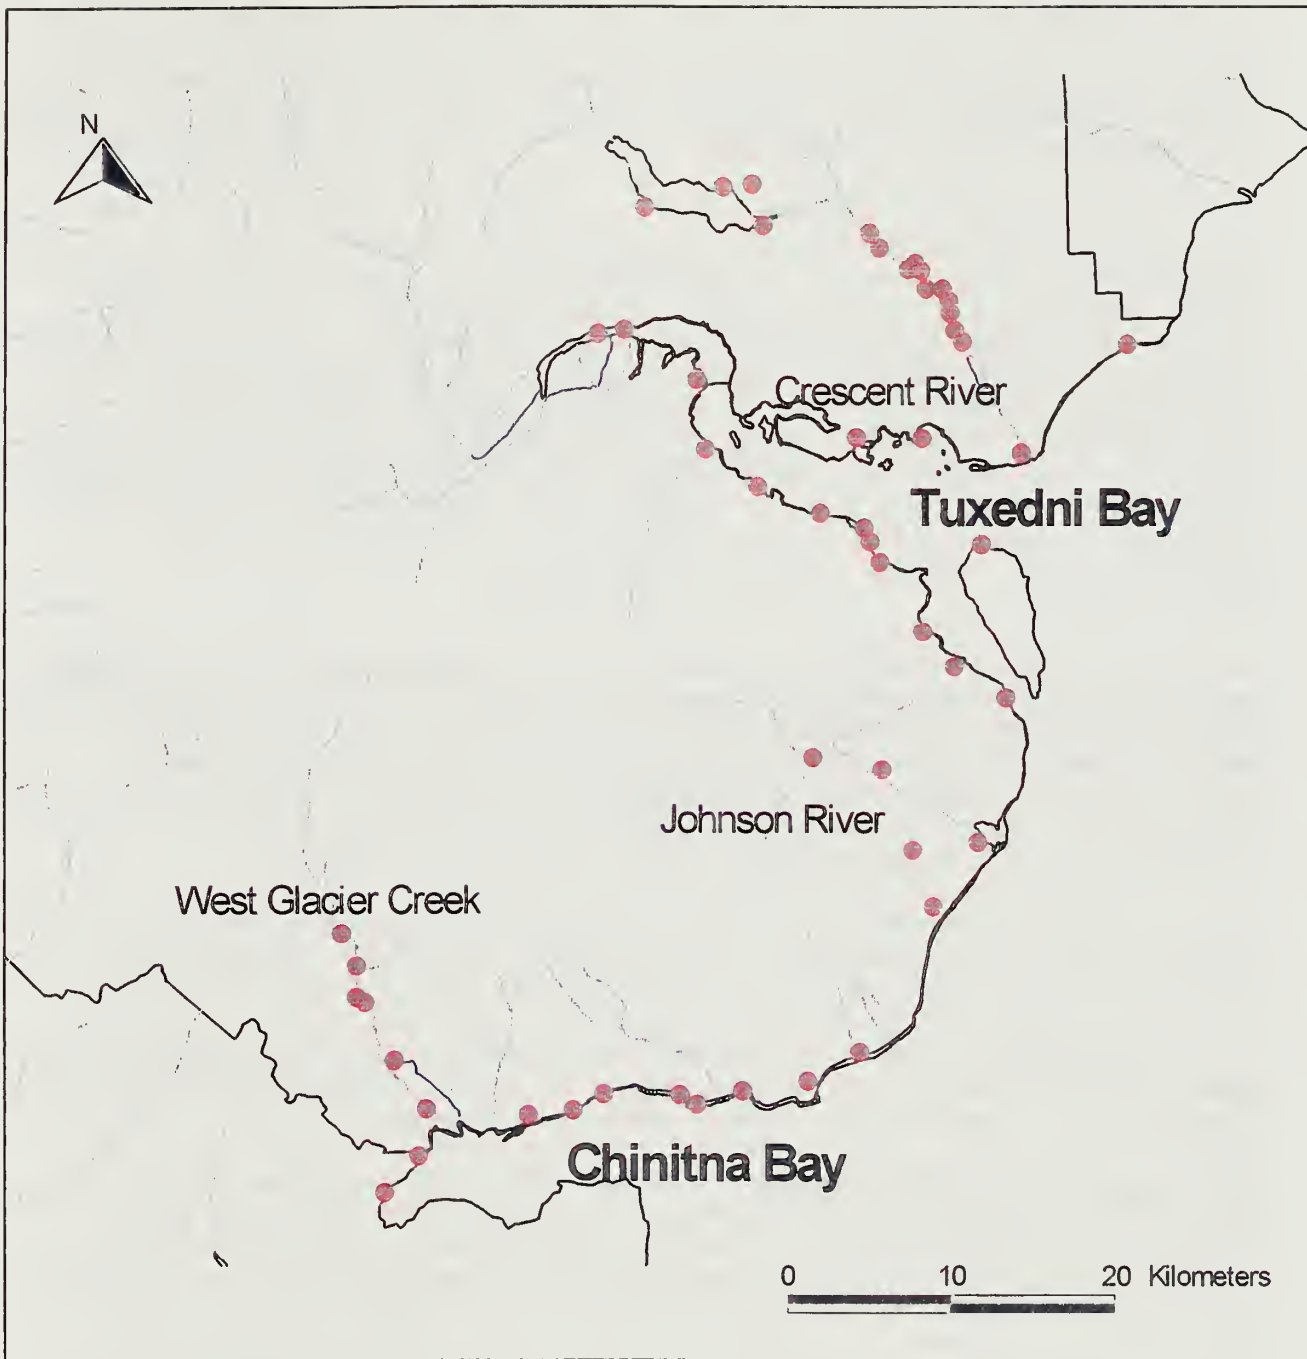 N
Crescent River
Tuxedni Bay
Johnson River
West Glacier Creek
Chinitna Bay
0 10 20 Kilometers